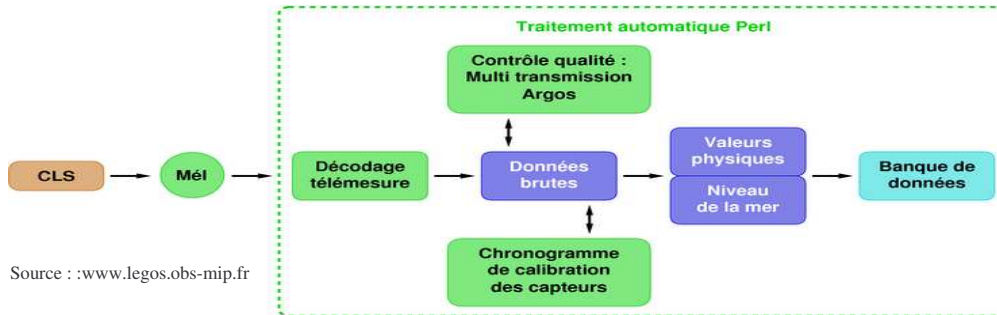 Traitement automatique Perl
Contrôle qualité :
Multi transmission
Argos
CLS
Mél
Décodage
télémesure
Données
brutes
Valeurs
physiques
Niveau
de la mer
Banque de
données
Chronogramme
de calibration
des capteurs
Source : :www.legos.obs-mip.fr